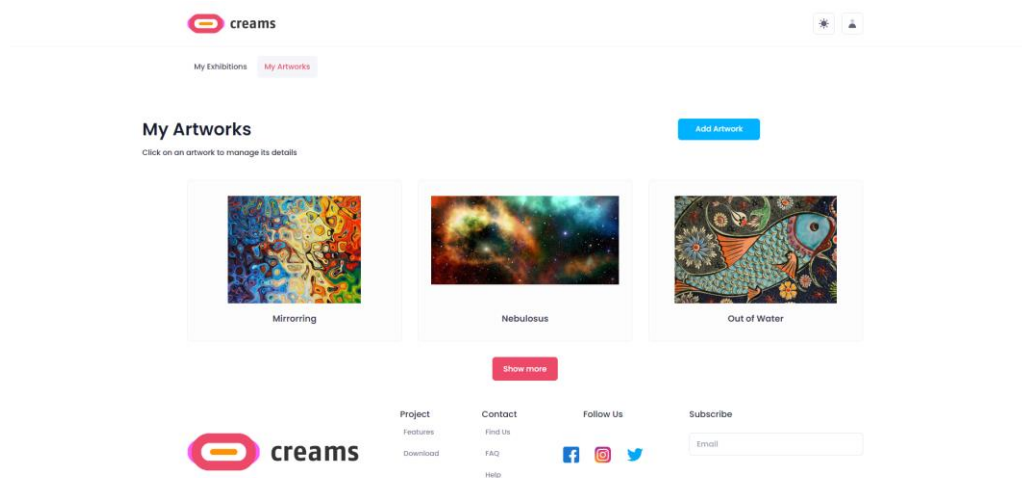 creams
My Exhibitions My Artworks
My Artworks
Add Artwork
Click on an artwork to manage its details
Mirrorring
Nebulosus
Out of Water
Show more
Project
Features
Download
Contact
Find Us
FAQ
Help
Follow Us
Subscribe
Email
creams